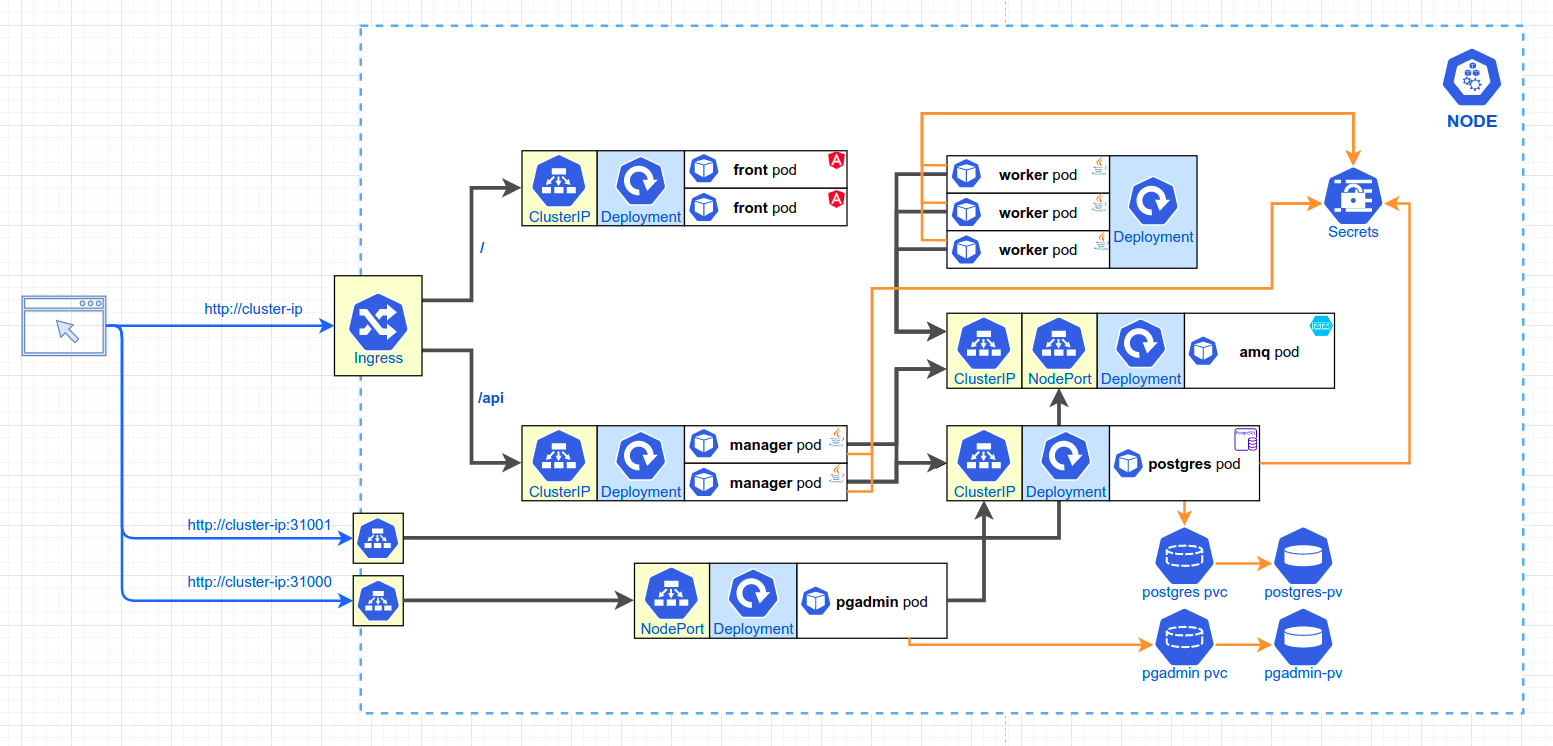 NODE
front pod
front pod
ClusterIP
Deployment
worker pod
worker pod
worker pod
Deployment
Secrets
/
http://cluster-ip
Ingress
/api
ClusterIP
NodePort
Deployment
amq pod
manager pod
manager pod
ClusterIP
Deployment
PostgreSQL
postgres pod
ClusterIP
Deployment
http://cluster-ip:31001
http://cluster-ip:31000
NodePort
Deployment
pgadmin pod
postgres pvc
postgres-pv
pgadmin pvc
pgadmin-pv